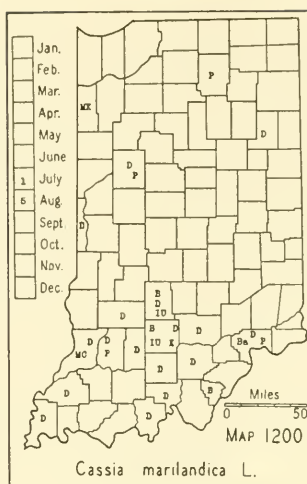 Jan.
Feb.
Mar.
Apr.
May
June
1 July
5 Aug.
Sept.
Oct.
Nov.
Dec.
P
MK
D
D
P
D
B
D
IU
D
B D
IU K
D
D
MC
D
P
D
D
Ba P
D
D
B
D
D
D
D
Miles
0 50
MAP 1200
Cassia marilandica L.